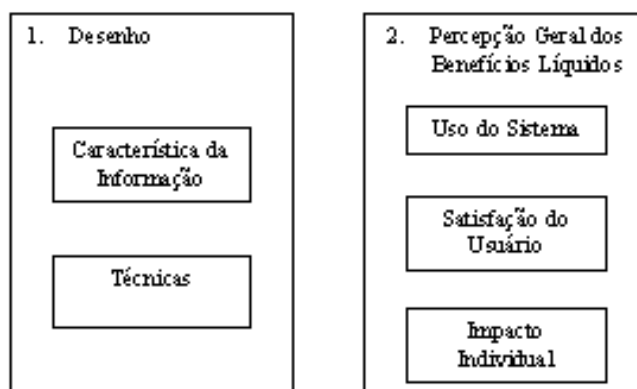 1. Desenho
Característica da
Informação
Técnicas
2. Percepção Geral dos
Benefícios Líquidos
Uso do Sistema
Satisfação do
Usuário
Impacto
Individual